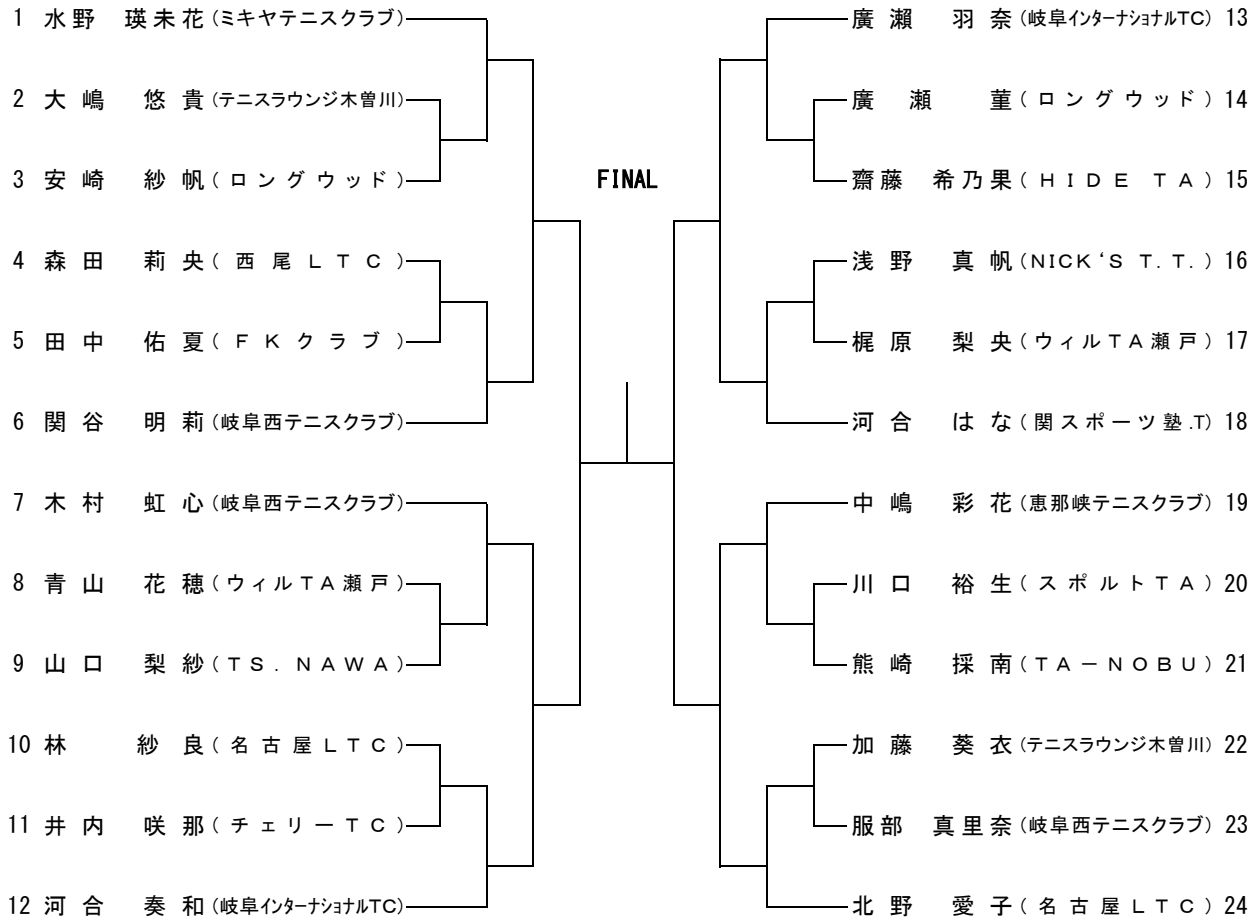 1 水野 瑛未花 (ミキヤテニスクラブ)
2 大嶋 悠貴 (テニスラウンジ木曽川)
3 安崎 紗帆 (ロングウッド)
FINAL
4 森田 莉央 (西尾LTC)
5 田中 佑夏 (FKクラブ)
6 関谷 明莉 (岐阜西テニスクラブ)
7 木村 虹心 (岐阜西テニスクラブ)
8 青山 花穂 (ウィルTA瀬戸)
9 山口 梨紗 (TS.NAWA)
10 林 紗良 (名古屋LTC)
11 井内 咲那 (チェリーTC)
12 河合 奏和 (岐阜インターナショナルTC)
廣瀬 羽奈 (岐阜インターナショナルTC) 13
廣瀬 菫 (ロングウッド) 14
齋藤 希乃果 (HIDE TA) 15
浅野 真帆 (NICK‘S T.T.) 16
梶原 梨央 (ウィルTA瀬戸) 17
河合 はな (関スポーツ塾.T) 18
中嶋 彩花 (恵那峡テニスクラブ) 19
川口 裕生 (スポルトTA) 20
熊崎 採南 (TA-NOBU) 21
加藤 葵衣 (テニスラウンジ木曽川) 22
服部 真里奈 (岐阜西テニスクラブ) 23
北野 愛子 (名古屋LTC) 24